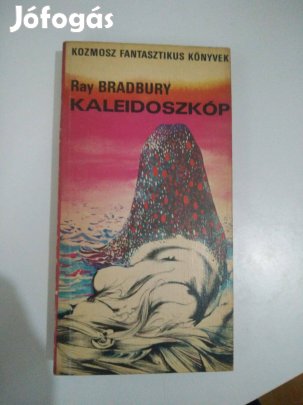 Jófogás
KOZMOSZ FANTASZTIKUS KÖNYVEK
Ray BRADBURY
KALEIDOSZKÓP